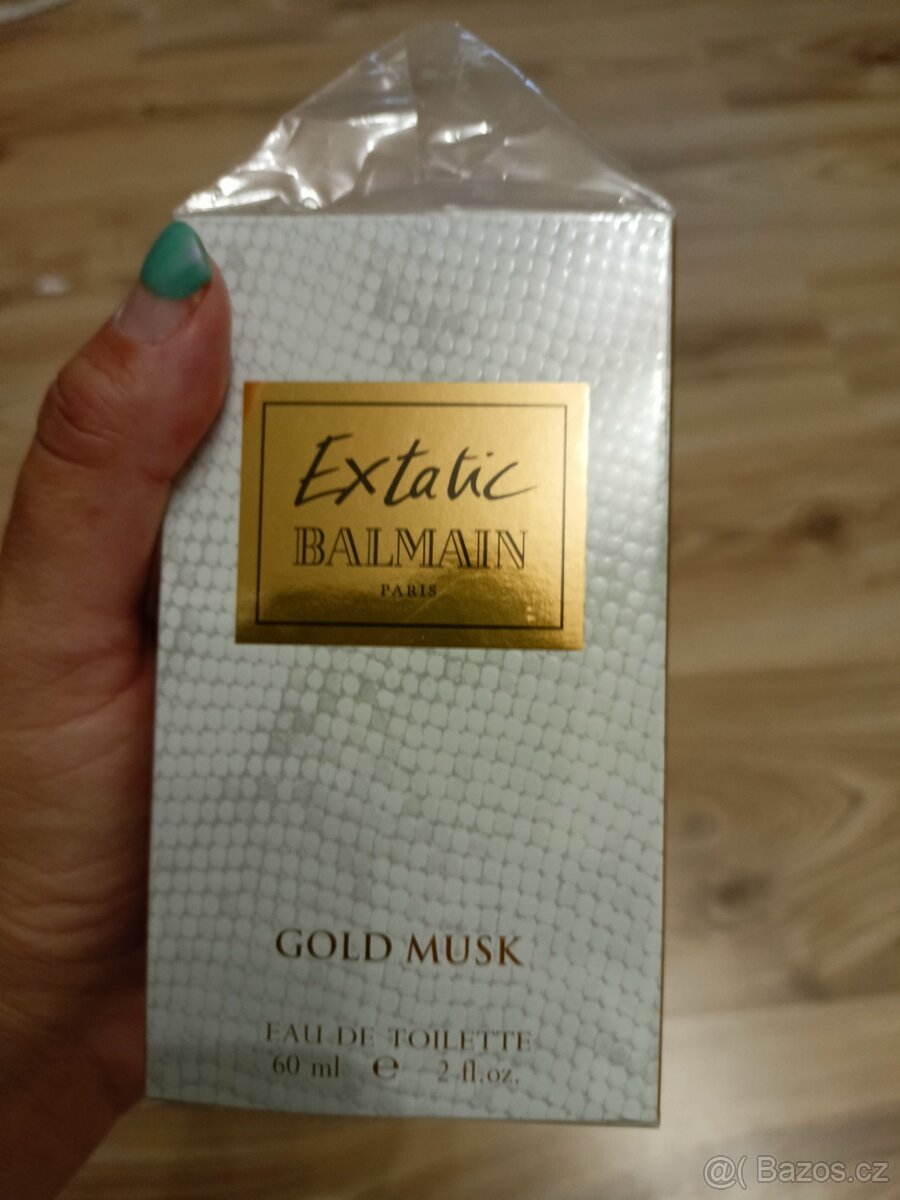 Extatic
BALMAIN
PARIS
GOLD MUSK
EAU DE TOILETTE
60 ml e 2 fl.oz.
@( Bazos.cz